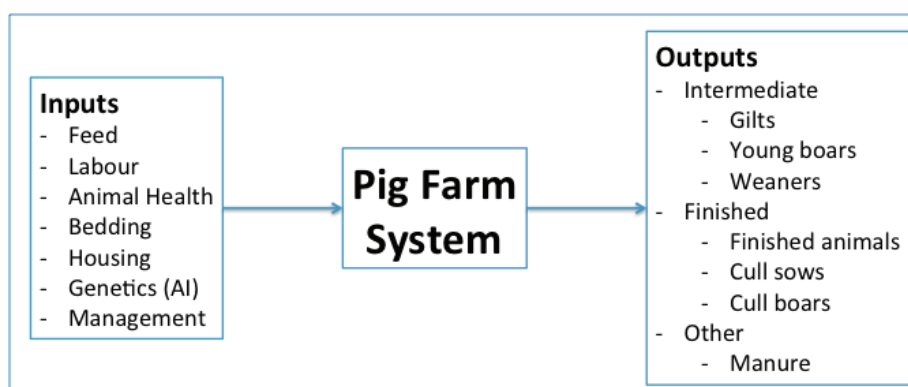 Inputs
- Feed
- Labour
- Animal Health
- Bedding
- Housing
- Genetics (AI)
- Management
Pig Farm
System
Outputs
- Intermediate
- Gilts
- Young boars
- Weaners
- Finished
- Finished animals
- Cull sows
- Cull boars
- Other
- Manure